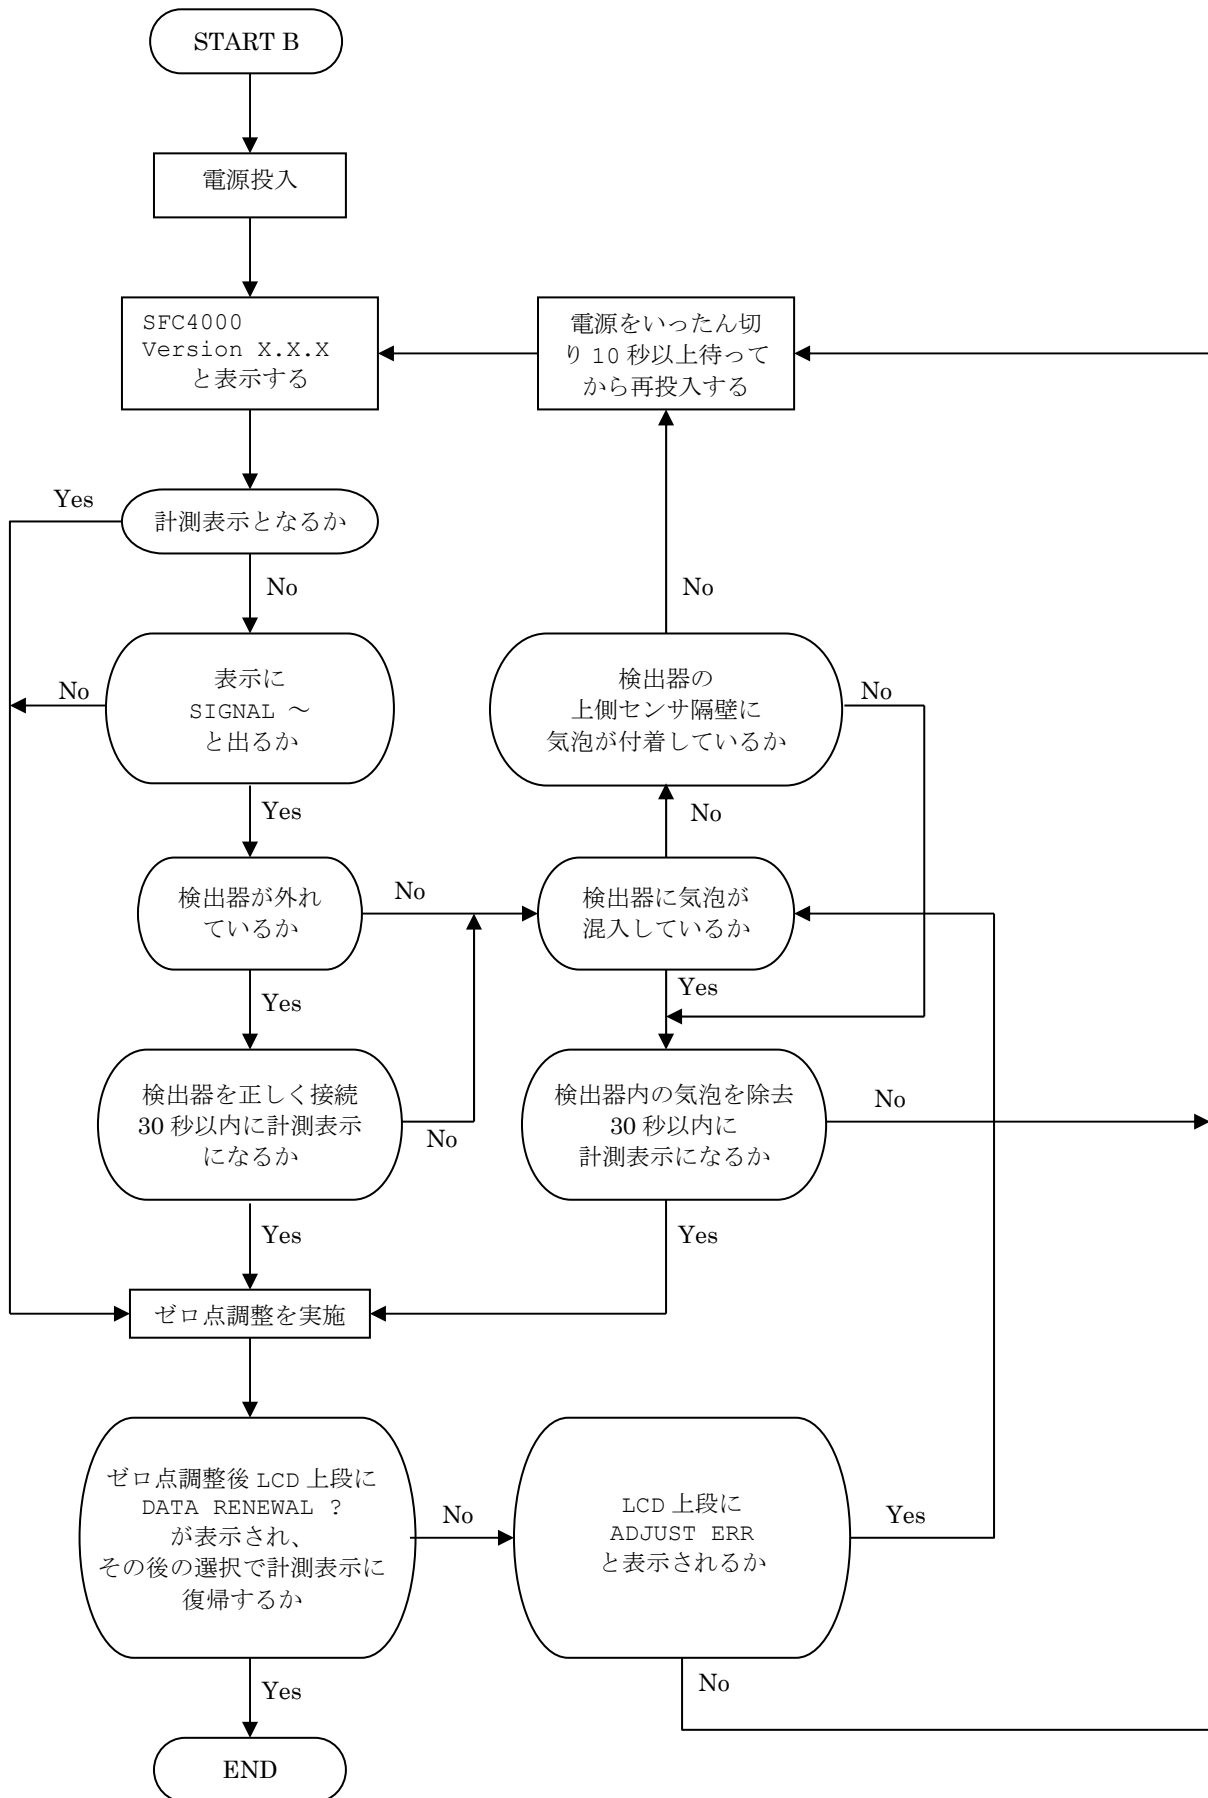 START B
電源投入
SFC4000
Version X.X.X
と表示する
電源をいったん切
り 10 秒以上待って
から再投入する
Yes
計測表示となるか
No
No
表示に
SIGNAL ～
と出るか
No
検出器の
上側センサ隔壁に
気泡が付着しているか
No
Yes
No
検出器が外れ
ているか
No
検出器に気泡が
混入しているか
Yes
Yes
検出器を正しく接続
30 秒以内に計測表示
になるか
No
検出器内の気泡を除去
30 秒以内に
計測表示になるか
No
Yes
Yes
ゼロ点調整を実施
ゼロ点調整後 LCD 上段に
DATA RENEWAL ?
が表示され、
その後の選択で計測表示に
復帰するか
No
LCD 上段に
ADJUST ERR
と表示されるか
Yes
Yes
No
END